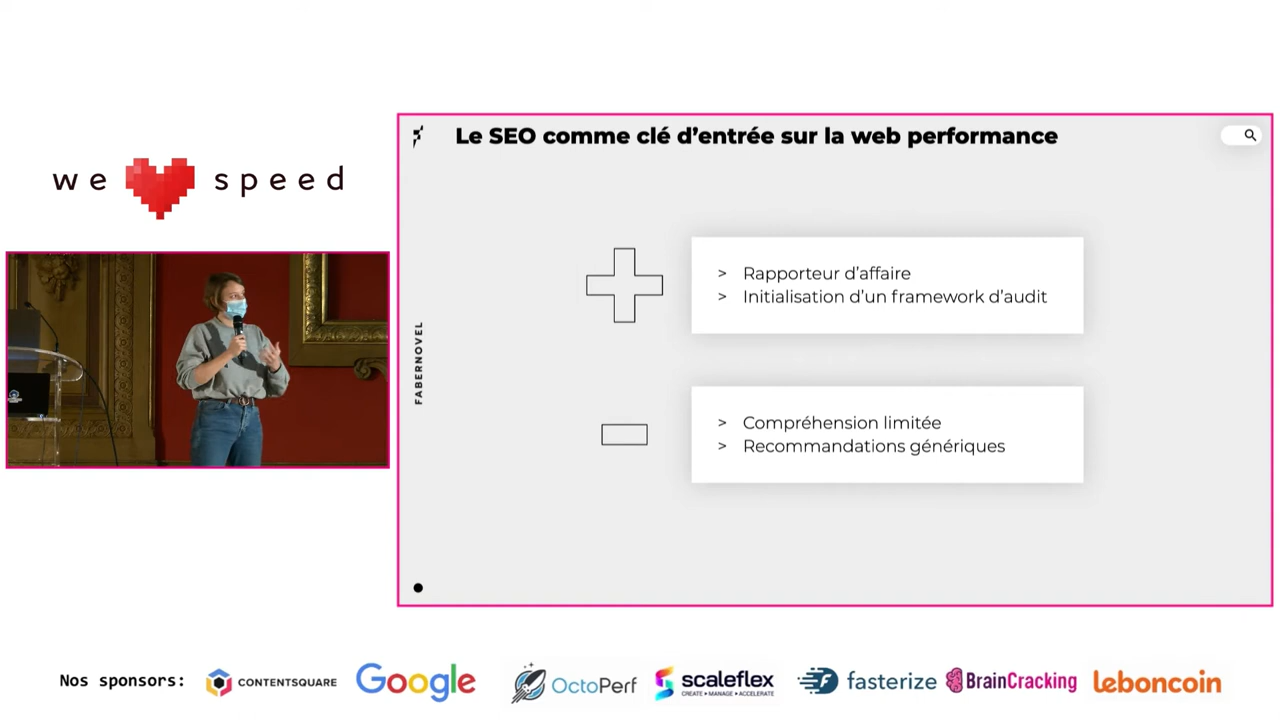 we speed
Le SEO comme clé d'entrée sur la web performance
> Rapporteur d'affaire
> Initialisation d'un framework d'audit
FABERNOVEL
> Compréhension limitée
> Recommandations génériques
Nos sponsors:
CONTENTSQUARE
Google
OctoPerf
scaleflex
CREATE • MANAGE • ACCELERATE
fasterize
BrainCracking
leboncoin